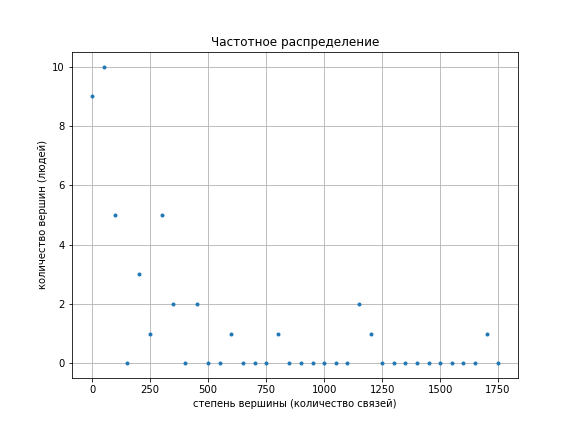 Частотное распределение
количество вершин (людей)
10
8
6
4
2
0
0 250 500 750 1000 1250 1500 1750
степень вершины (количество связей)